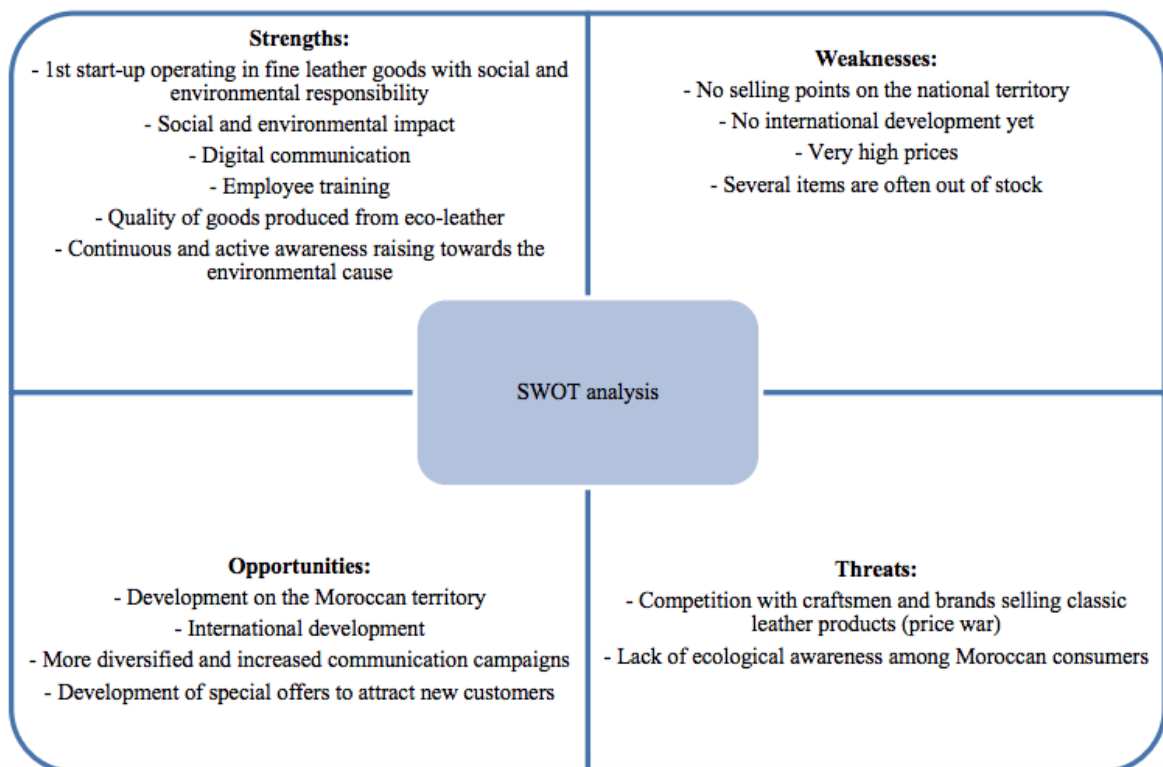 Strengths:
- 1st start-up operating in fine leather goods with social and
environmental responsibility
- Social and environmental impact
- Digital communication
- Employee training
- Quality of goods produced from eco-leather
- Continuous and active awareness raising towards the
environmental cause
Weaknesses:
- No selling points on the national territory
- No international development yet
- Very high prices
- Several items are often out of stock
SWOT analysis
Opportunities:
- Development on the Moroccan territory
- International development
- More diversified and increased communication campaigns
- Development of special offers to attract new customers
Threats:
- Competition with craftsmen and brands selling classic
leather products (price war)
- Lack of ecological awareness among Moroccan consumers